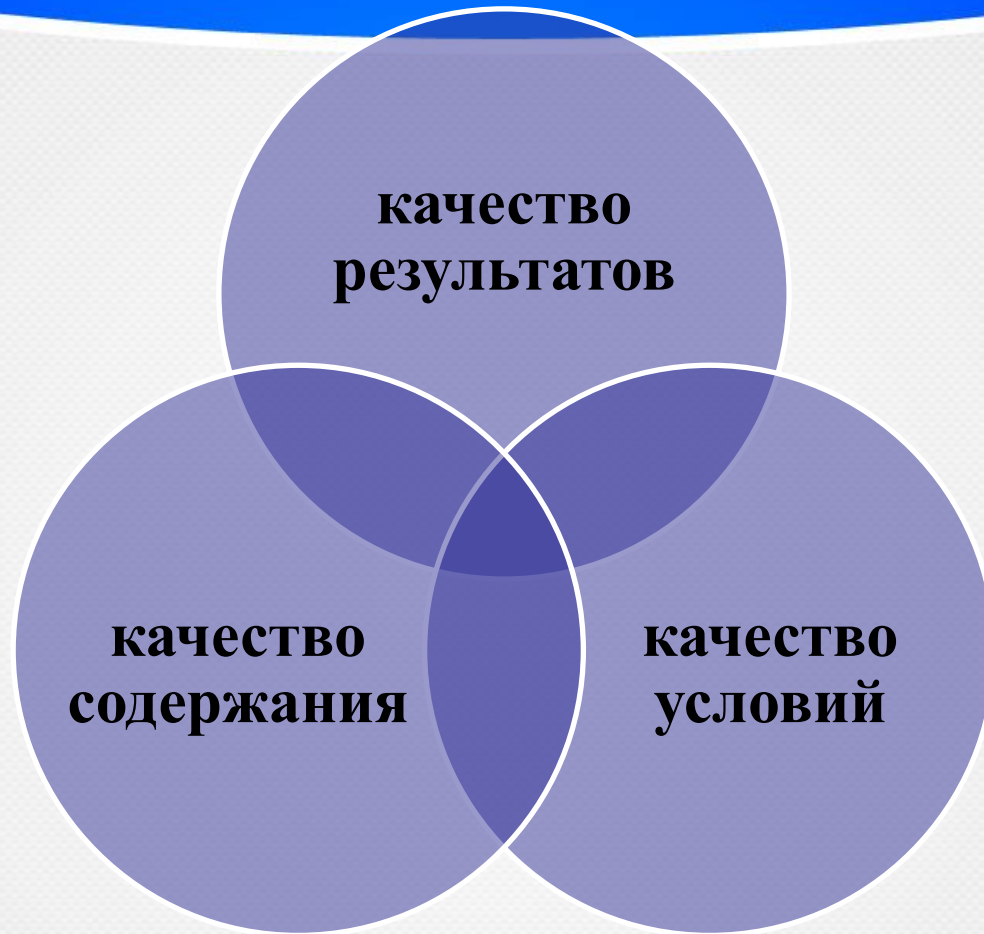 качество
результатов
качество
содержания
качество
условий